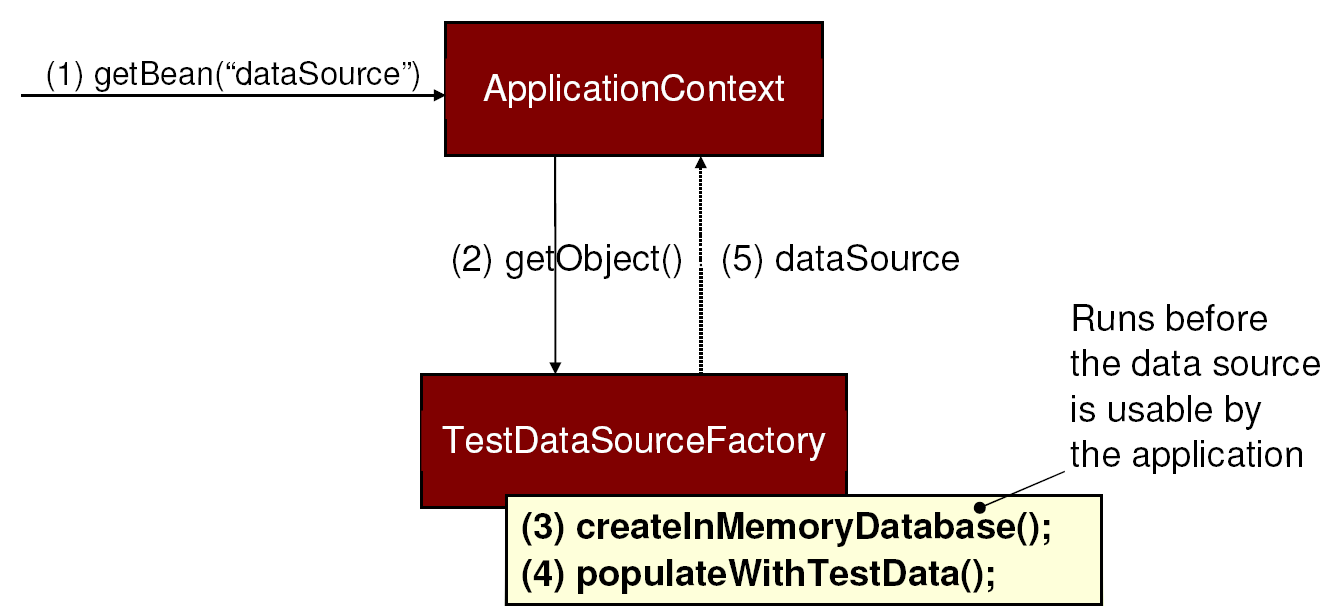 (1) getBean(“dataSource”)
ApplicationContext
(2) getObject()
(5) dataSource
Runs before
the data source
is usable by
the application
TestDataSourceFactory
(3) createInMemoryDatabase();
(4) populateWithTestData();